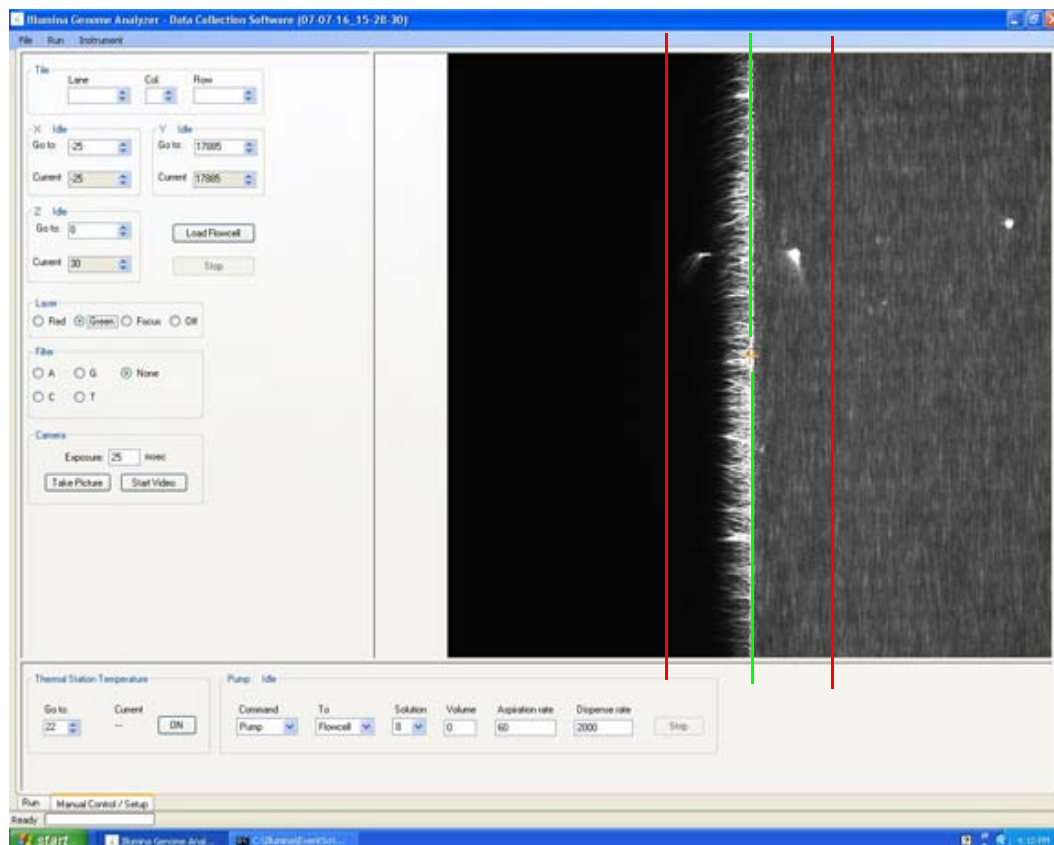 Illumina Genome Analyzer - Data Collection Software (07-07-16_15-28-30)
File Run Instrument
Tile
Lane Col. Row
X Idle Y Idle
Go to: -25 Go to: 17885
Current -25 Current 17885
Z Idle
Go to: 0 Load Flowcell
Current 30 Stop
Laser
Red Green Focus Off
Filter
A G None
C T
Camera
Exposure: 25 msec
Take Picture Start Video
Thermal Station Temperature Pump Idle
Go to: Current Command To Solution Volume Aspiration rate Dispense rate
22 -- ON Pump Flowcell 8 0 60 2000 Stop
Run Manual Control / Setup
Ready
start Illumina Genome Anal...